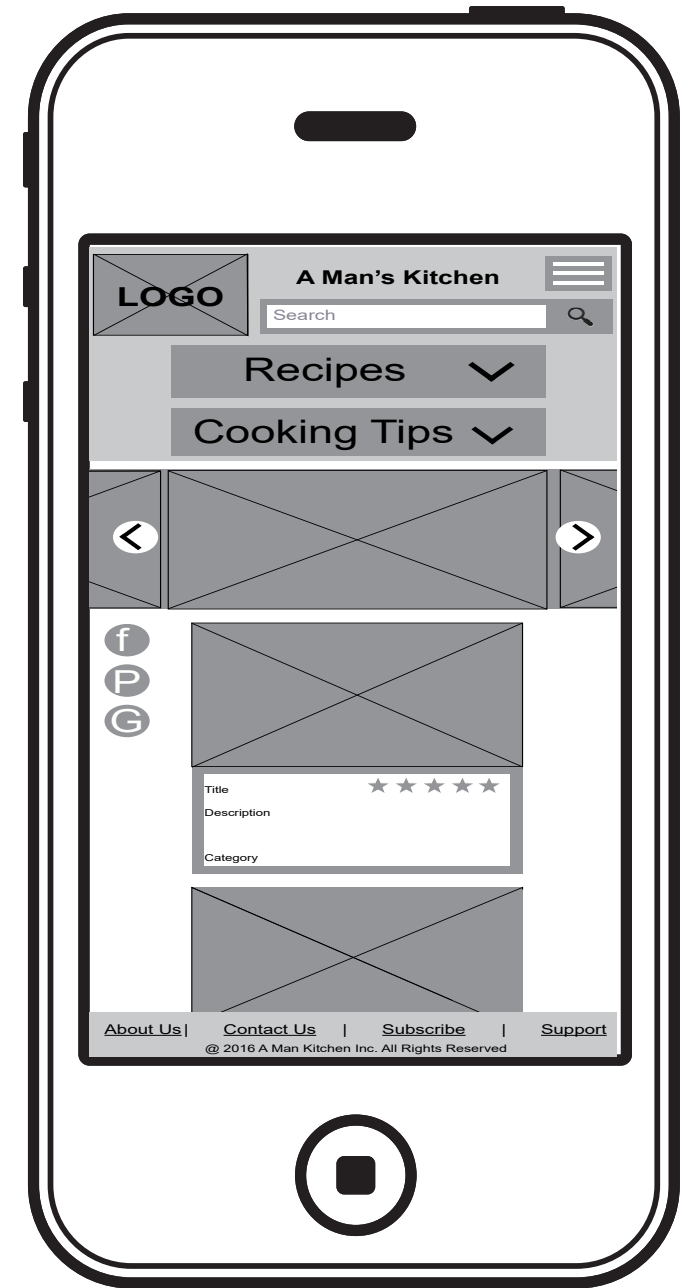 LOGO
A Man's Kitchen
Search
Recipes
Cooking Tips
f
P
G
Title
Description
Category
About Us | Contact Us | Subscribe | Support
@ 2016 A Man Kitchen Inc. All Rights Reserved